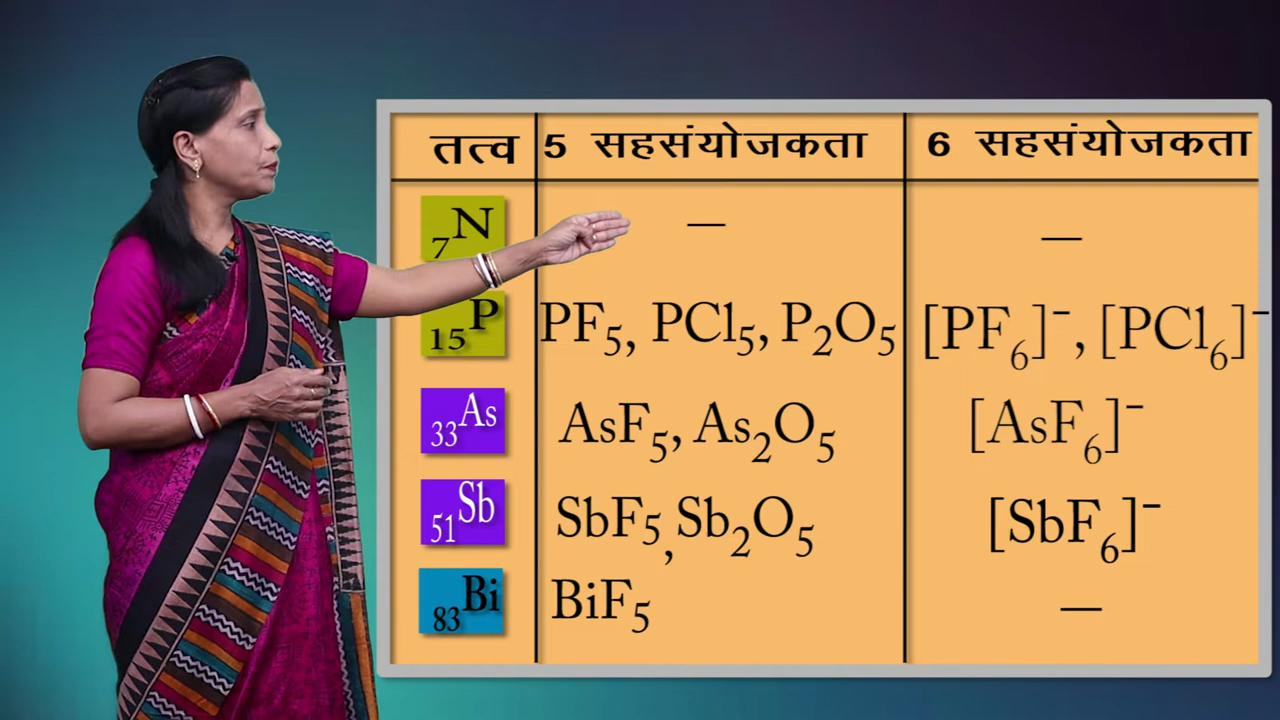 तत्व 5 सहसंयोजकता 6 सहसंयोजकता
₇N — —
₁₅P PF₅, PCl₅, P₂O₅ [PF₆]⁻, [PCl₆]⁻
₃₃As AsF₅, As₂O₅ [AsF₆]⁻
₅₁Sb SbF₅, Sb₂O₅ [SbF₆]⁻
₈₃Bi BiF₅ —